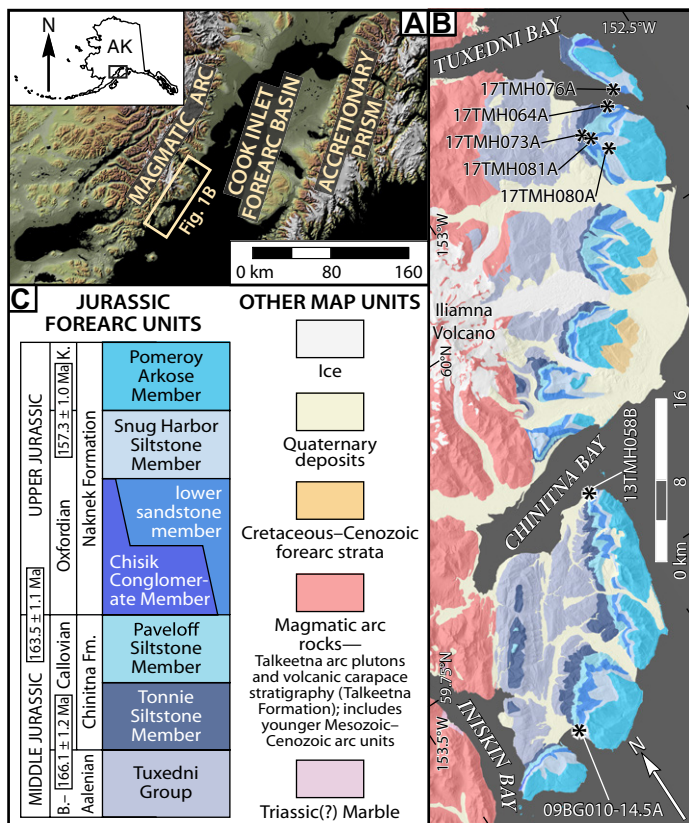 A
N
AK
MAGMATIC ARC
COOK INLET
FOREARC BASIN
ACCRETIONARY
PRISM
Fig. 1B
0 km 80 160
B
152.5°W
TUXEDNI BAY
17TMH076A
17TMH064A
17TMH073A
17TMH081A
17TMH080A
153°W
Iliamna
Volcano
60°N
CHINITNA BAY
13TMH058B
16
8
0 km
59.75°N
153.5°W
INISKIN BAY
09BG010-14.5A
N
C
JURASSIC
FOREARC UNITS
MIDDLE JURASSIC
UPPER JURASSIC
163.5 ± 1.1 Ma
B.–
Aalenian
166.1 ± 1.2 Ma
Callovian
Oxfordian
157.3 ± 1.0 Ma
K.
Chinitna Fm.
Naknek Formation
Pomeroy
Arkose
Member
Snug Harbor
Siltstone
Member
lower
sandstone
member
Chisik
Conglomer-
ate Member
Paveloff
Siltstone
Member
Tonnie
Siltstone
Member
Tuxedni
Group
OTHER MAP UNITS
Ice
Quaternary
deposits
Cretaceous–Cenozoic
forearc strata
Magmatic arc
rocks—
Talkeetna arc plutons
and volcanic carapace
stratigraphy (Talkeetna
Formation); includes
younger Mesozoic–
Cenozoic arc units
Triassic(?) Marble